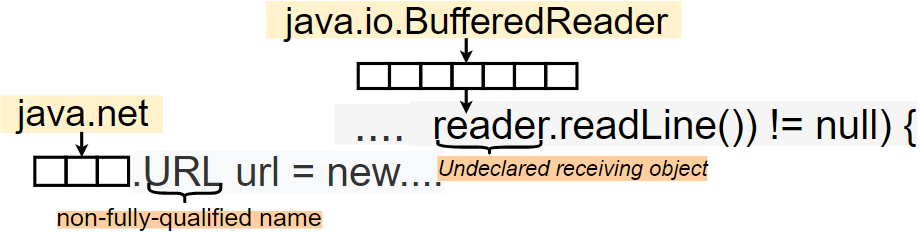 java.io.BufferedReader
java.net
.... reader.readLine()) != null) {
Undeclared receiving object
.URL url = new....
non-fully-qualified name